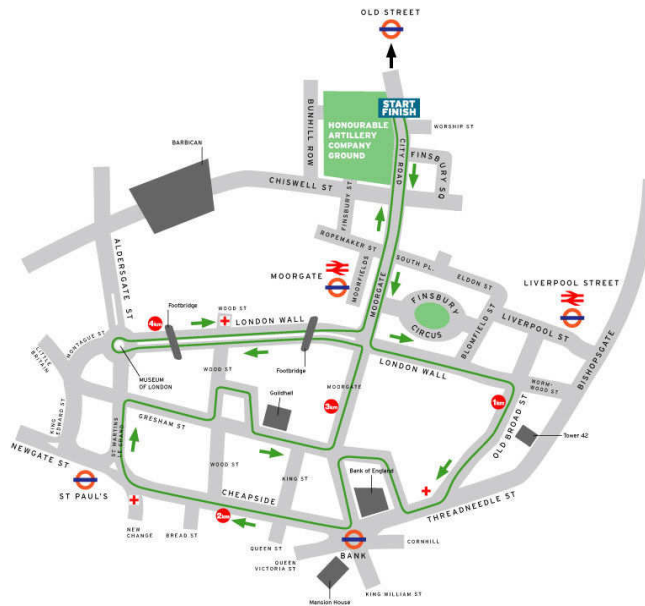 OLD STREET
START
FINISH
HONOURABLE
ARTILLERY
COMPANY
GROUND
BUNHILL ROW
WORSHIP ST
CITY ROAD
FINSBURY SQ
BARBICAN
CHISWELL ST
FINSBURY ST
ROPEMAKER ST
SOUTH PL.
ELDON ST
MOORGATE
MOORFIELDS
MOORGATE
LIVERPOOL STREET
FINSBURY
CIRCUS
BLOMFIELD ST
LIVERPOOL ST
BISHOPSGATE
ALDERSGATE ST
Footbridge
WOOD ST
4km
LONDON WALL
MONTAGUE ST
LITTLE
BRITAIN
MUSEUM
OF LONDON
WOOD ST
Footbridge
MOORGATE
LONDON WALL
WORM-
WOOD ST
1km
OLD BROAD ST
KING
EDWARD ST
ST MARTINS
LE GRAND
GRESHAM ST
Guildhall
3km
Tower 42
NEWGATE ST
WOOD ST
KING ST
Bank of England
ST PAUL'S
CHEAPSIDE
THREADNEEDLE ST
2km
NEW
CHANGE
BREAD ST
QUEEN ST
QUEEN
VICTORIA ST
BANK
CORNHILL
KING WILLIAM ST
Mansion House